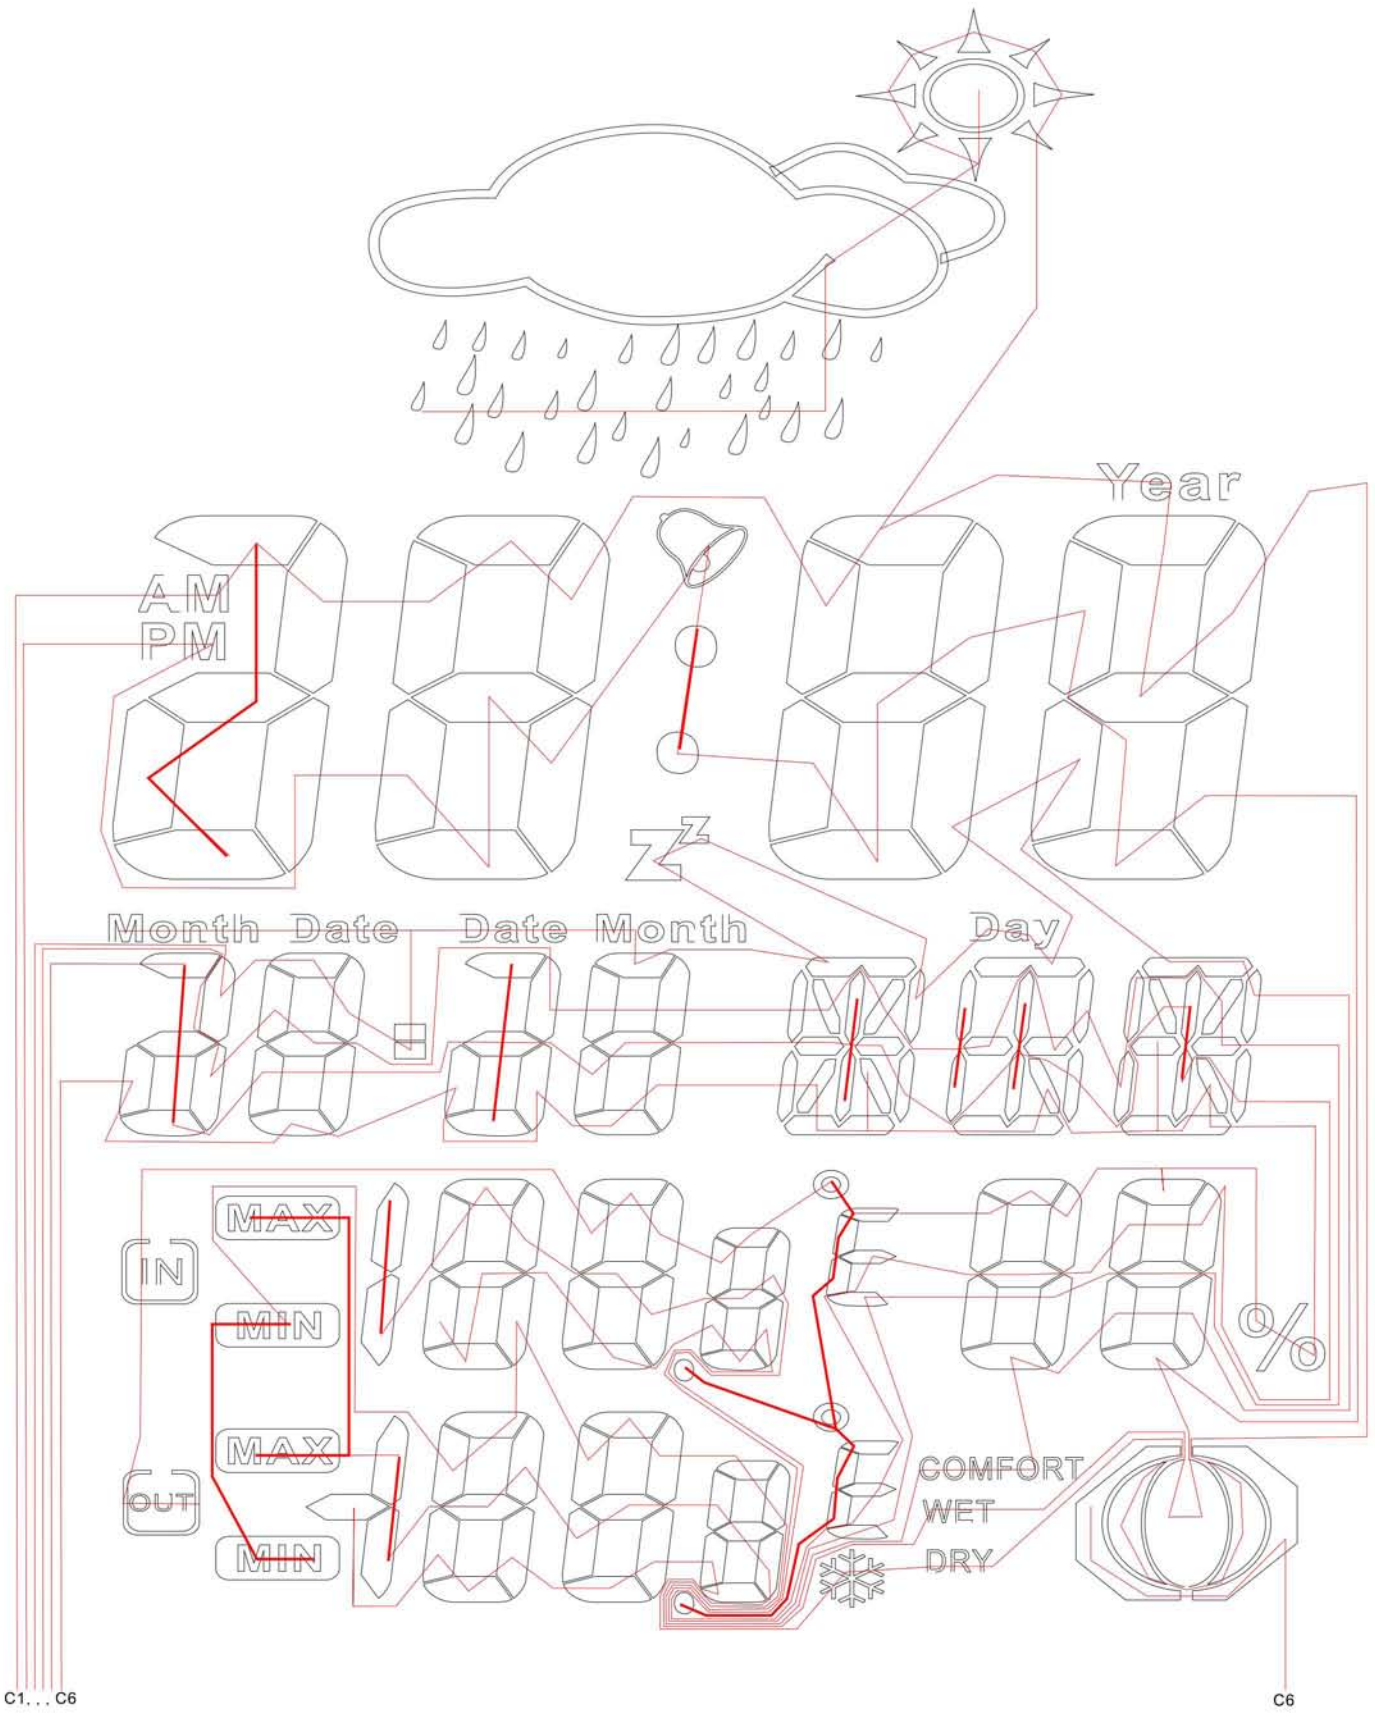 Year
AM
PM
Zz
Month Date Date Month Day
MAX
IN
MIN
%
MAX
COMFORT
OUT
WET
MIN
DRY
C1. . . C6
C6